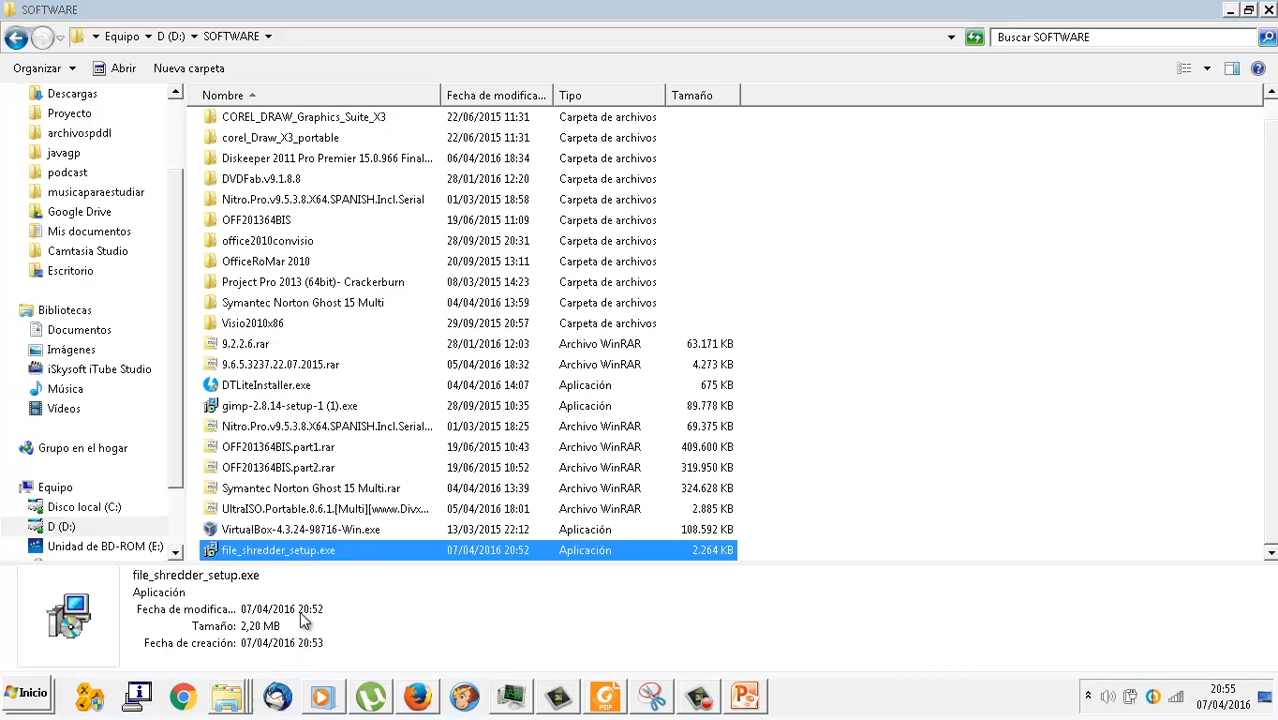 SOFTWARE
Equipo D (D:) SOFTWARE
Buscar SOFTWARE
Organizar Abrir Nueva carpeta
Descargas
Proyecto
archivospddl
javagp
podcast
musicaparaestudiar
Google Drive
Mis documentos
Camtasia Studio
Escritorio
Bibliotecas
Documentos
Imágenes
iSkysoft iTube Studio
Música
Vídeos
Grupo en el hogar
Equipo
Disco local (C:)
D (D:)
Unidad de BD-ROM (E:)
Nombre Fecha de modifica... Tipo Tamaño
COREL_DRAW_Graphics_Suite_X3 22/06/2015 11:31 Carpeta de archivos
corel_Draw_X3_portable 22/06/2015 11:31 Carpeta de archivos
Diskeeper 2011 Pro Premier 15.0.966 Final... 06/04/2016 18:34 Carpeta de archivos
DVDFab.v9.1.8.8 28/01/2016 12:20 Carpeta de archivos
Nitro.Pro.v9.5.3.8.X64.SPANISH.Incl.Serial 01/03/2015 18:58 Carpeta de archivos
OFF201364BIS 19/06/2015 11:09 Carpeta de archivos
office2010convisio 28/09/2015 20:31 Carpeta de archivos
OfficeRoMar 2010 20/09/2015 13:11 Carpeta de archivos
Project Pro 2013 (64bit)- Crackerburn 08/03/2015 14:23 Carpeta de archivos
Symantec Norton Ghost 15 Multi 04/04/2016 13:59 Carpeta de archivos
Visio2010x86 29/09/2015 20:57 Carpeta de archivos
9.2.2.6.rar 28/01/2016 12:03 Archivo WinRAR 63.171 KB
9.6.5.3237.22.07.2015.rar 05/04/2016 18:32 Archivo WinRAR 4.273 KB
DTLiteInstaller.exe 04/04/2016 14:07 Aplicación 675 KB
gimp-2.8.14-setup-1 (1).exe 28/09/2015 10:35 Aplicación 89.778 KB
Nitro.Pro.v9.5.3.8.X64.SPANISH.Incl.Serial... 01/03/2015 18:25 Archivo WinRAR 69.375 KB
OFF201364BIS.part1.rar 19/06/2015 10:43 Archivo WinRAR 409.600 KB
OFF201364BIS.part2.rar 19/06/2015 10:52 Archivo WinRAR 319.950 KB
Symantec Norton Ghost 15 Multi.rar 04/04/2016 13:39 Archivo WinRAR 324.628 KB
UltraISO.Portable.8.6.1.[Multi][www.Divx... 05/04/2016 18:01 Archivo WinRAR 2.885 KB
VirtualBox-4.3.24-98716-Win.exe 13/03/2015 22:12 Aplicación 108.592 KB
file_shredder_setup.exe 07/04/2016 20:52 Aplicación 2.264 KB
file_shredder_setup.exe
Aplicación
Fecha de modifica... 07/04/2016 20:52
Tamaño: 2,20 MB
Fecha de creación: 07/04/2016 20:53
Inicio
PDF
20:55
07/04/2016